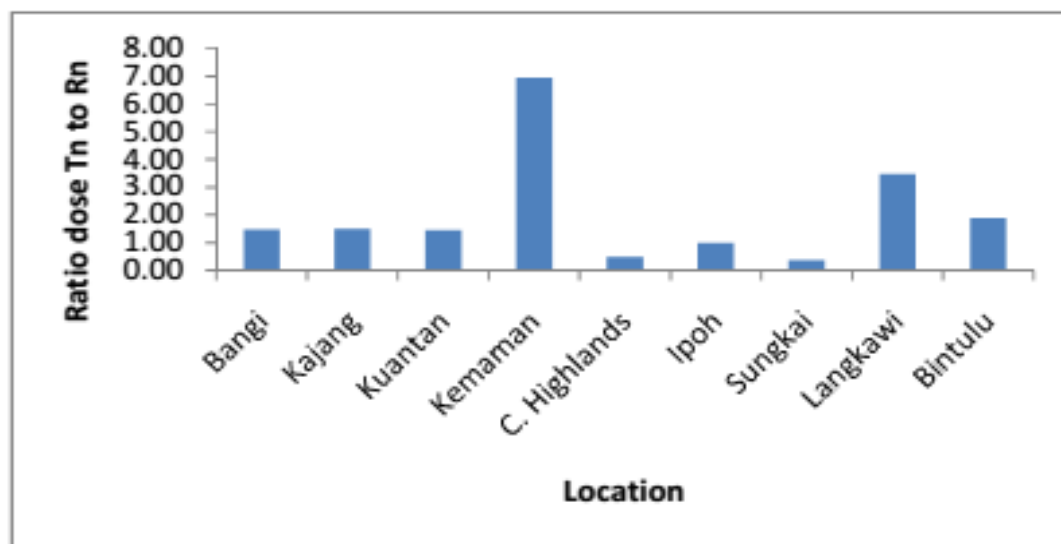 Ratio dose Tn to Rn
8.00
7.00
6.00
5.00
4.00
3.00
2.00
1.00
0.00
Bangi
Kajang
Kuantan
Kemaman
C. Highlands
Ipoh
Sungkai
Langkawi
Bintulu
Location